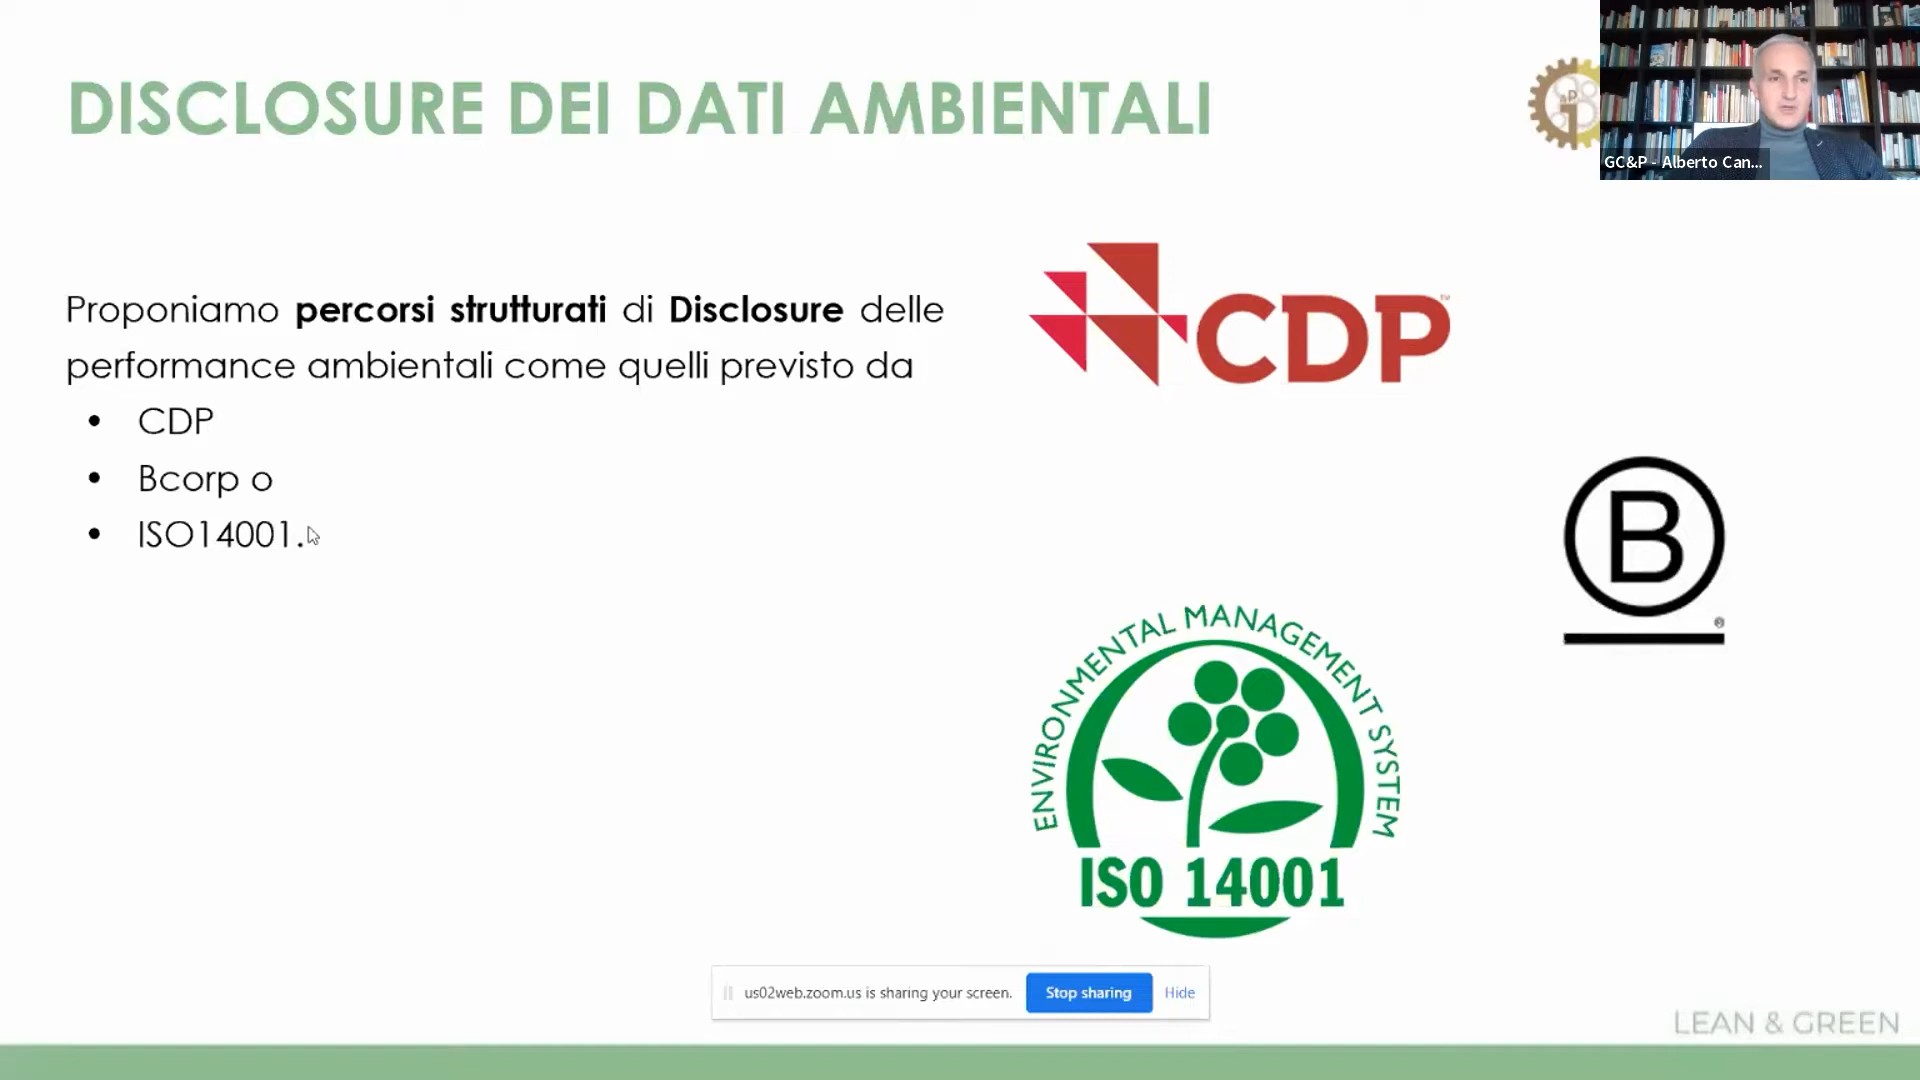 DISCLOSURE DEI DATI AMBIENTALI
GC&P - Alberto Can...
Proponiamo percorsi strutturati di Disclosure delle
performance ambientali come quelli previsto da
• CDP
• Bcorp o
• ISO14001.
CDP™
B
®
ENVIRONMENTAL MANAGEMENT SYSTEM
ISO 14001
us02web.zoom.us is sharing your screen.
Stop sharing
Hide
LEAN & GREEN